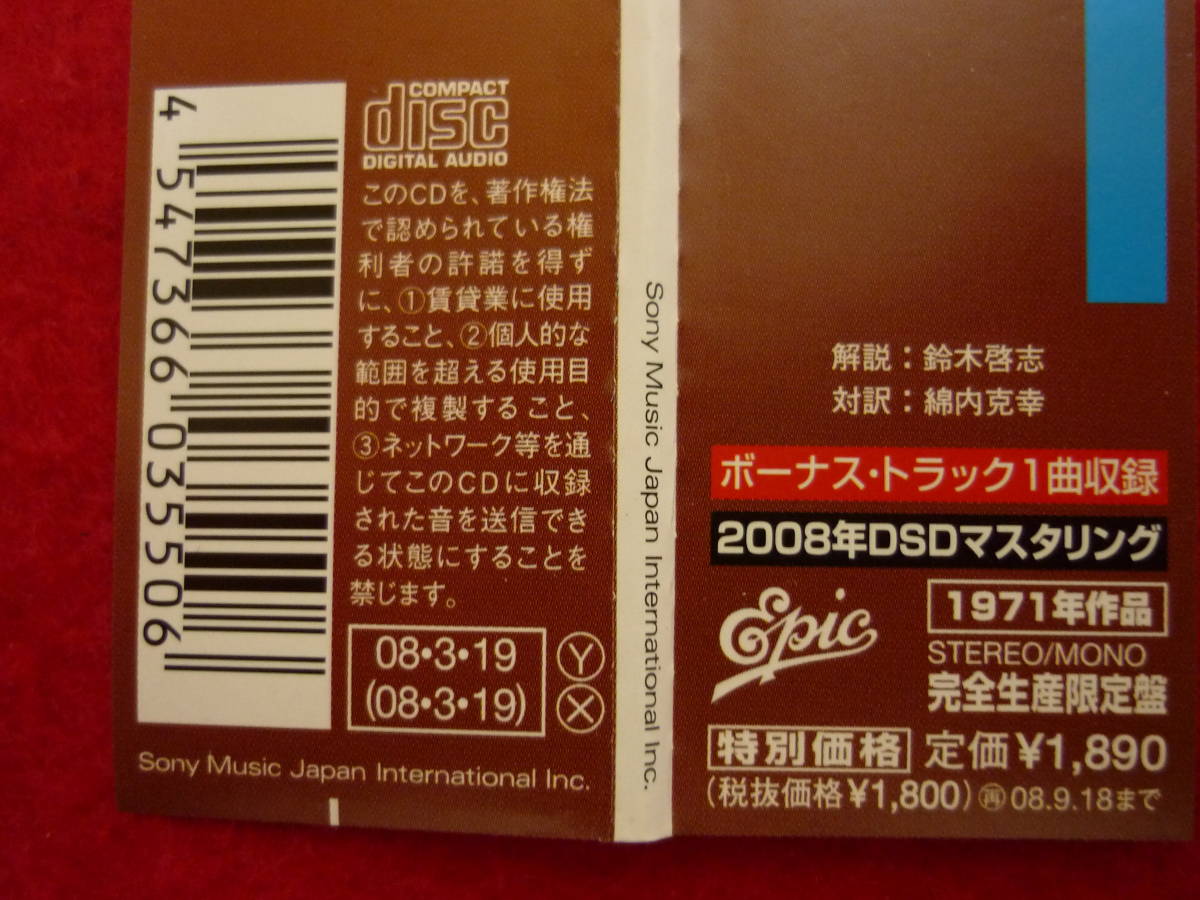 4 547366 035506
COMPACT
disc
DIGITAL AUDIO
このCDを、著作権法
で認められている権
利者の許諾を得ず
に、①賃貸業に使用
すること、②個人的な
範囲を超える使用目
的で複製すること、
③ネットワーク等を通
じてこのCDに収録
された音を送信でき
る状態にすることを
禁じます。
08・3・19
(08・3・19)
Y
X
Sony Music Japan International Inc.
Sony Music Japan International Inc.
解説：鈴木啓志
対訳：綿内克幸
ボーナス・トラック1曲収録
2008年DSDマスタリング
Epic
1971年作品
STEREO/MONO
完全生産限定盤
特別価格 定価¥1,890
(税抜価格¥1,800) ㊥08.9.18まで